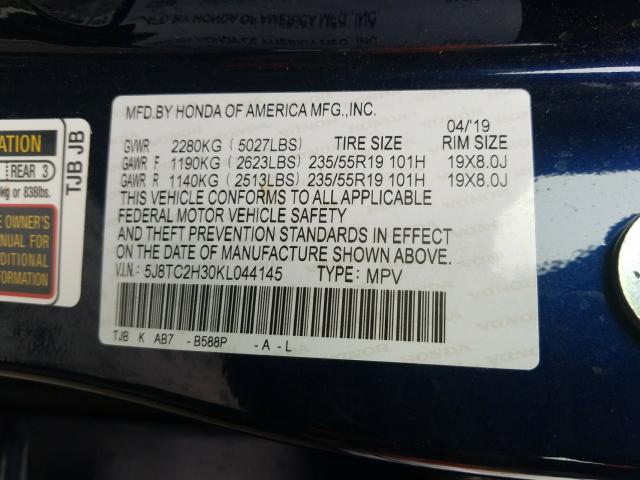 MFD.BY HONDA OF AMERICA MFG.,INC.
04/'19
GVWR 2280KG (5027LBS) TIRE SIZE RIM SIZE
GAWR F 1190KG (2623LBS) 235/55R19 101H 19X8.0J
GAWR R 1140KG (2513LBS) 235/55R19 101H 19X8.0J
THIS VEHICLE CONFORMS TO ALL APPLICABLE
FEDERAL MOTOR VEHICLE SAFETY
AND THEFT PREVENTION STANDARDS IN EFFECT
ON THE DATE OF MANUFACTURE SHOWN ABOVE.
V.I.N.: 5J8TC2H30KL044145 TYPE: MPV
TJB K AB7 -B588P -A-L
ATION
REAR 3
kg or 838lbs.
E OWNER'S
NUAL FOR
DDITIONAL
ORMATION
TJB JB